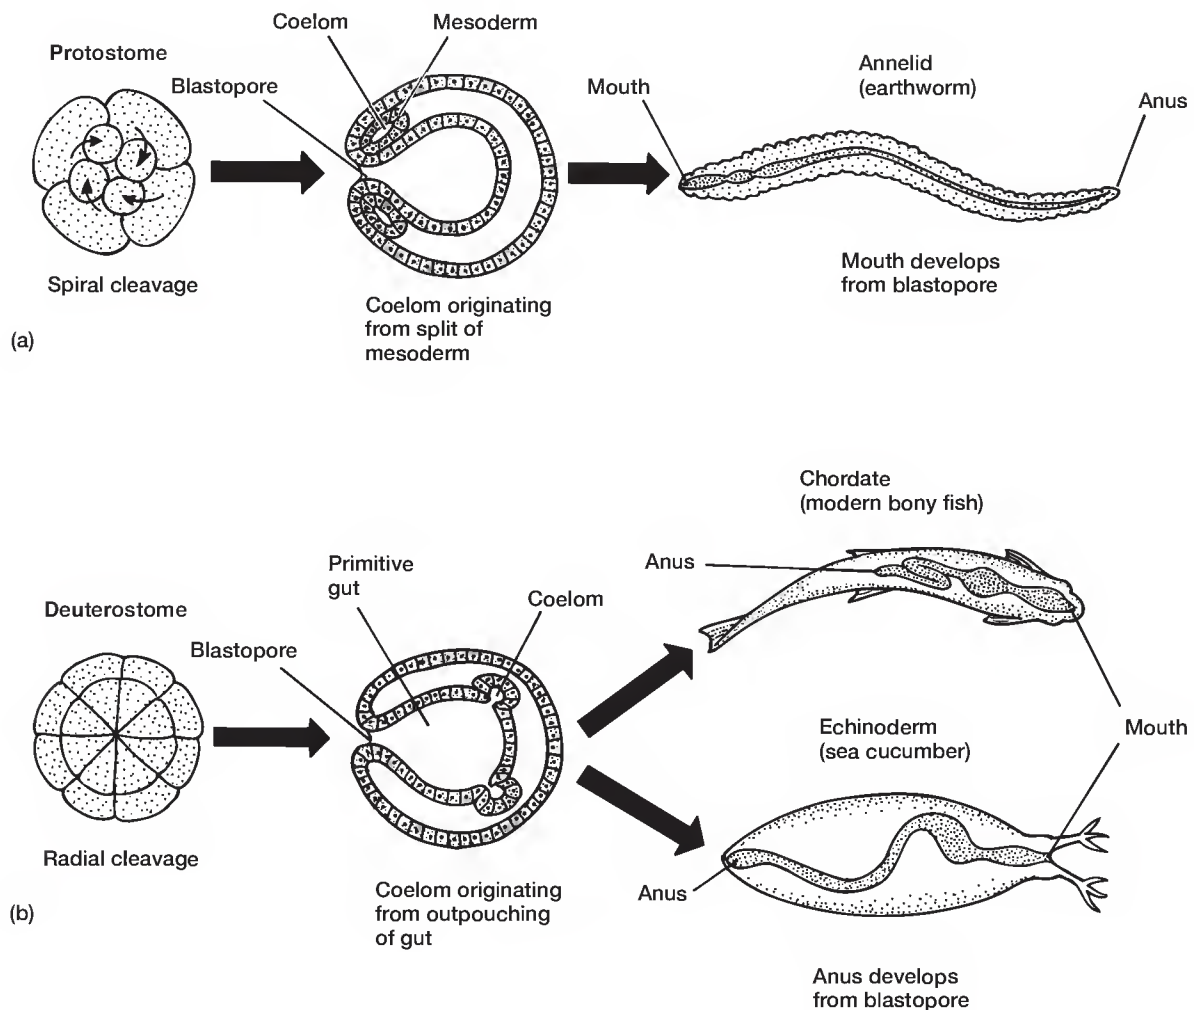 Coelom
Mesoderm
Protostome
Blastopore
Annelid
(earthworm)
Mouth
Anus
Spiral cleavage
Mouth develops
from blastopore
Coelom originating
from split of
mesoderm
(a)
Chordate
(modern bony fish)
Primitive
gut
Anus
Coelom
Deuterostome
Blastopore
Echinoderm
(sea cucumber)
Mouth
Radial cleavage
Coelom originating
from outpouching
of gut
Anus
(b)
Anus develops
from blastopore